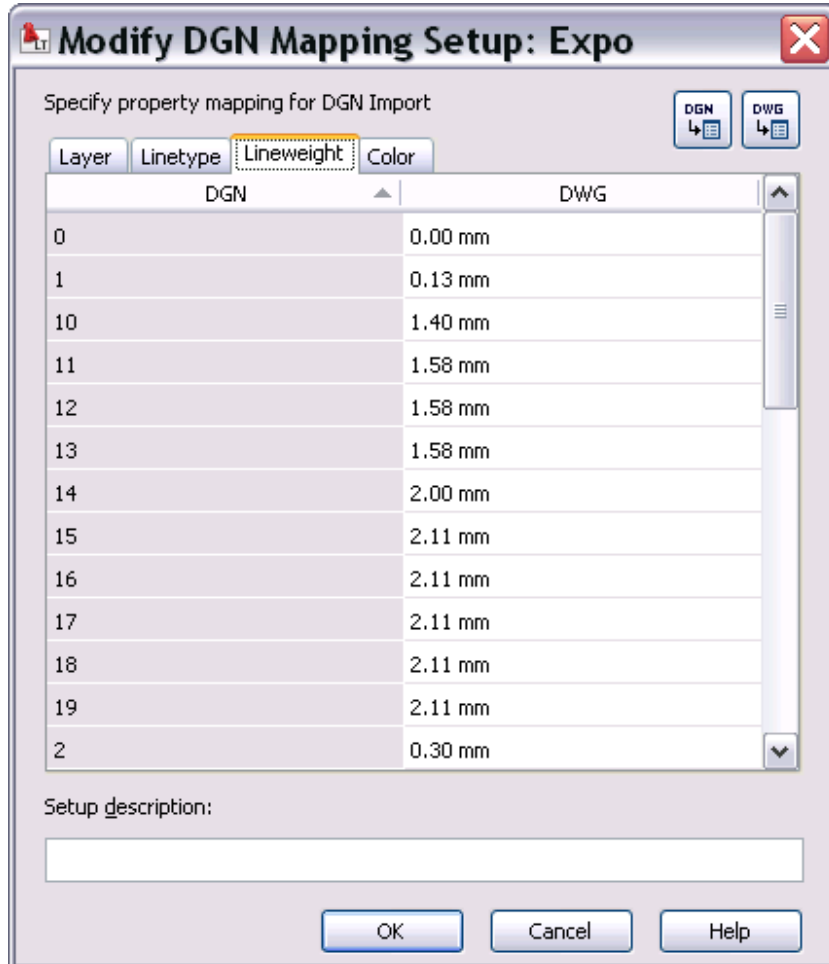 LT Modify DGN Mapping Setup: Expo
Specify property mapping for DGN Import
DGN DWG
Layer Linetype Lineweight Color
DGN DWG
0 0.00 mm
1 0.13 mm
10 1.40 mm
11 1.58 mm
12 1.58 mm
13 1.58 mm
14 2.00 mm
15 2.11 mm
16 2.11 mm
17 2.11 mm
18 2.11 mm
19 2.11 mm
2 0.30 mm
Setup description:
OK Cancel Help